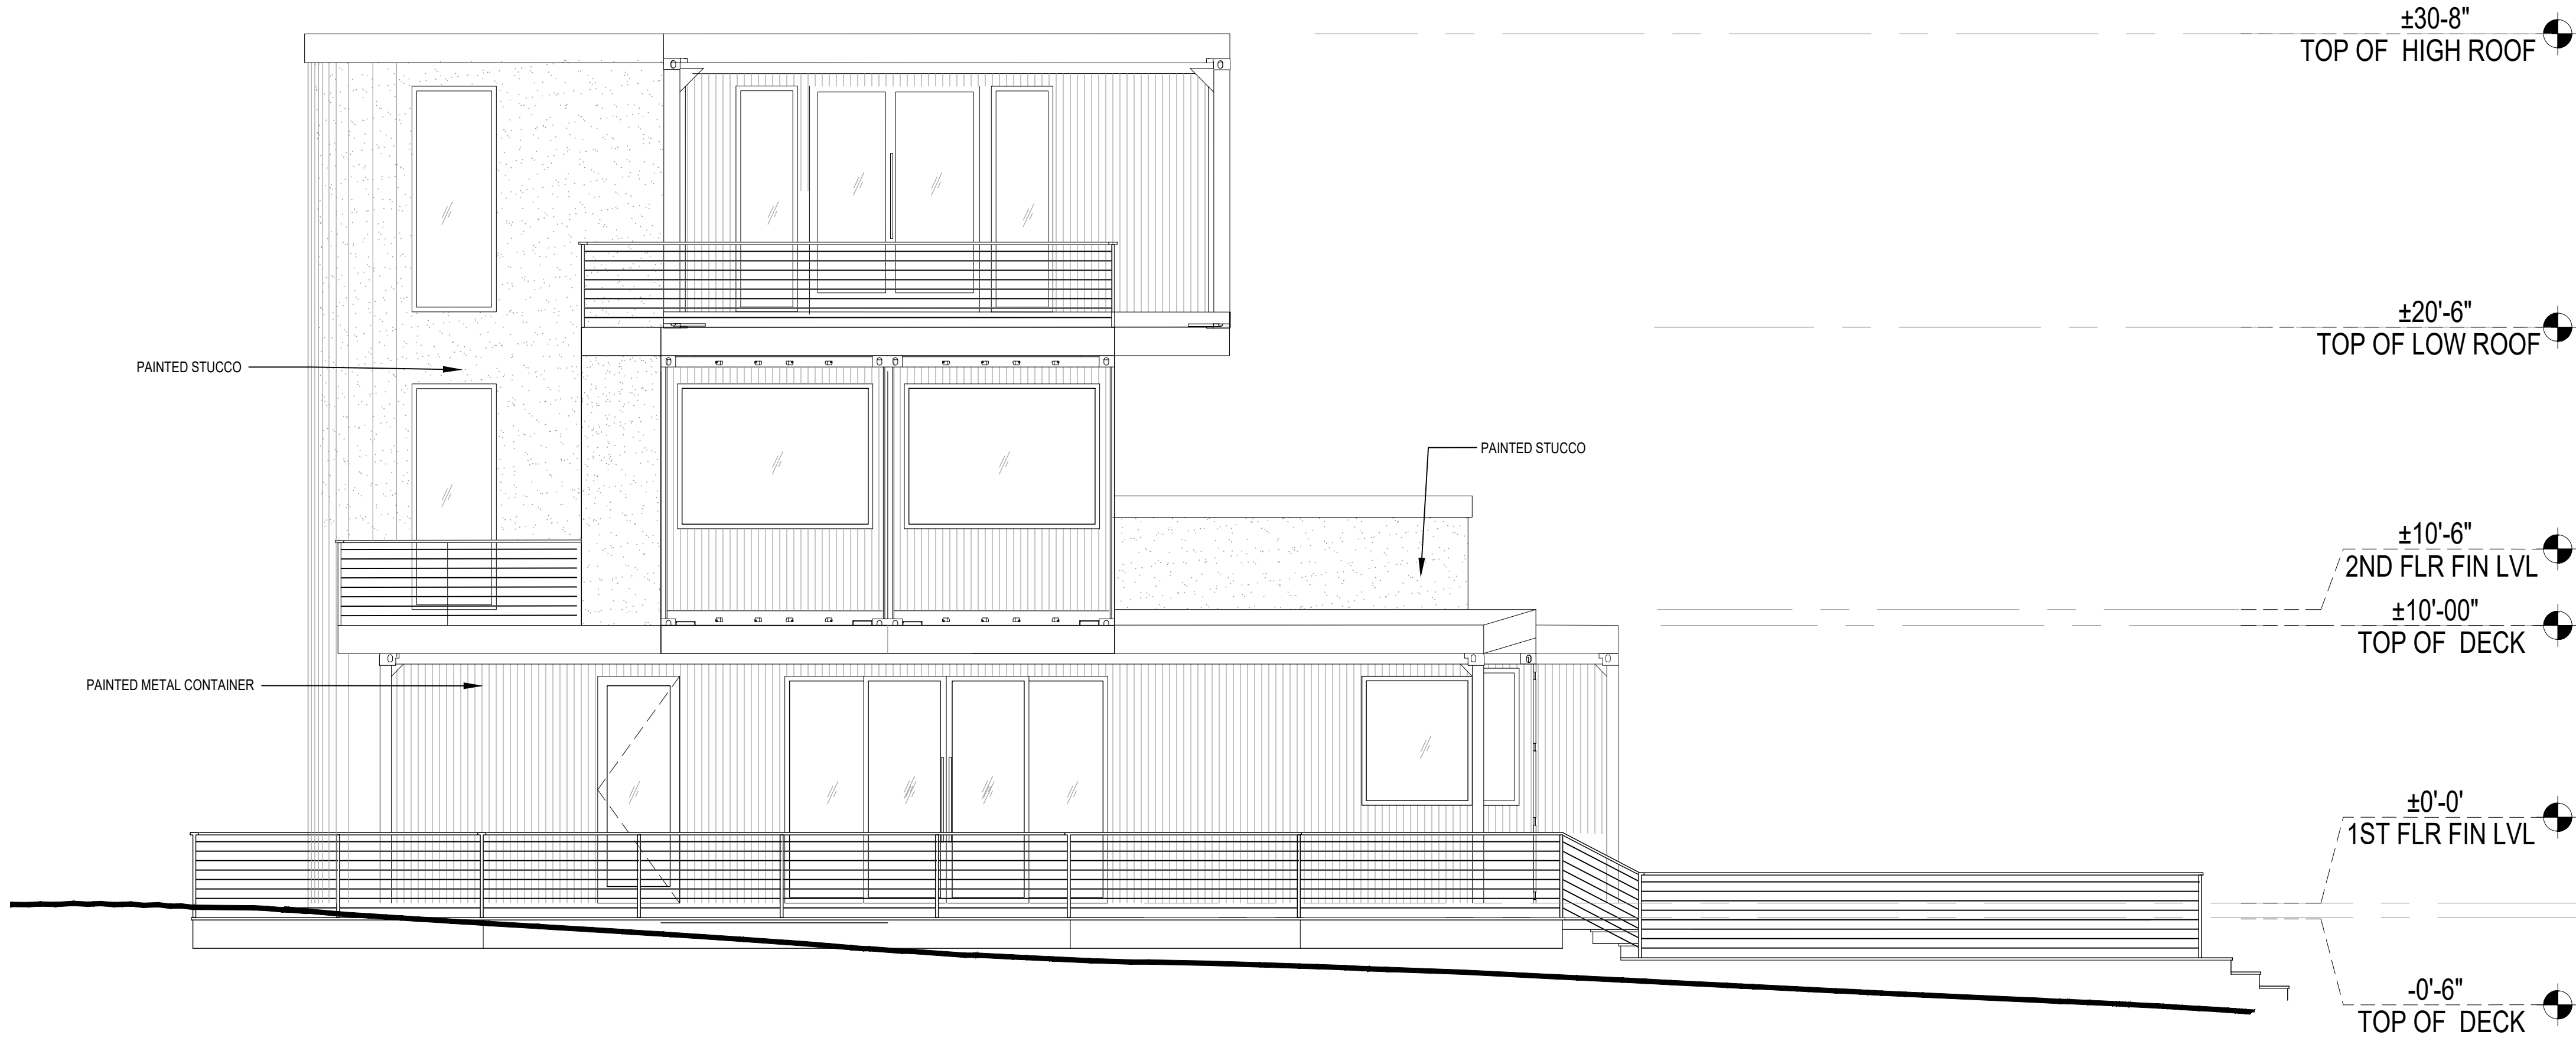 ±30-8"
TOP OF HIGH ROOF
±20'-6"
TOP OF LOW ROOF
PAINTED STUCCO
PAINTED STUCCO
±10'-6"
2ND FLR FIN LVL
±10'-00"
TOP OF DECK
PAINTED METAL CONTAINER
±0'-0'
1ST FLR FIN LVL
-0'-6"
TOP OF DECK